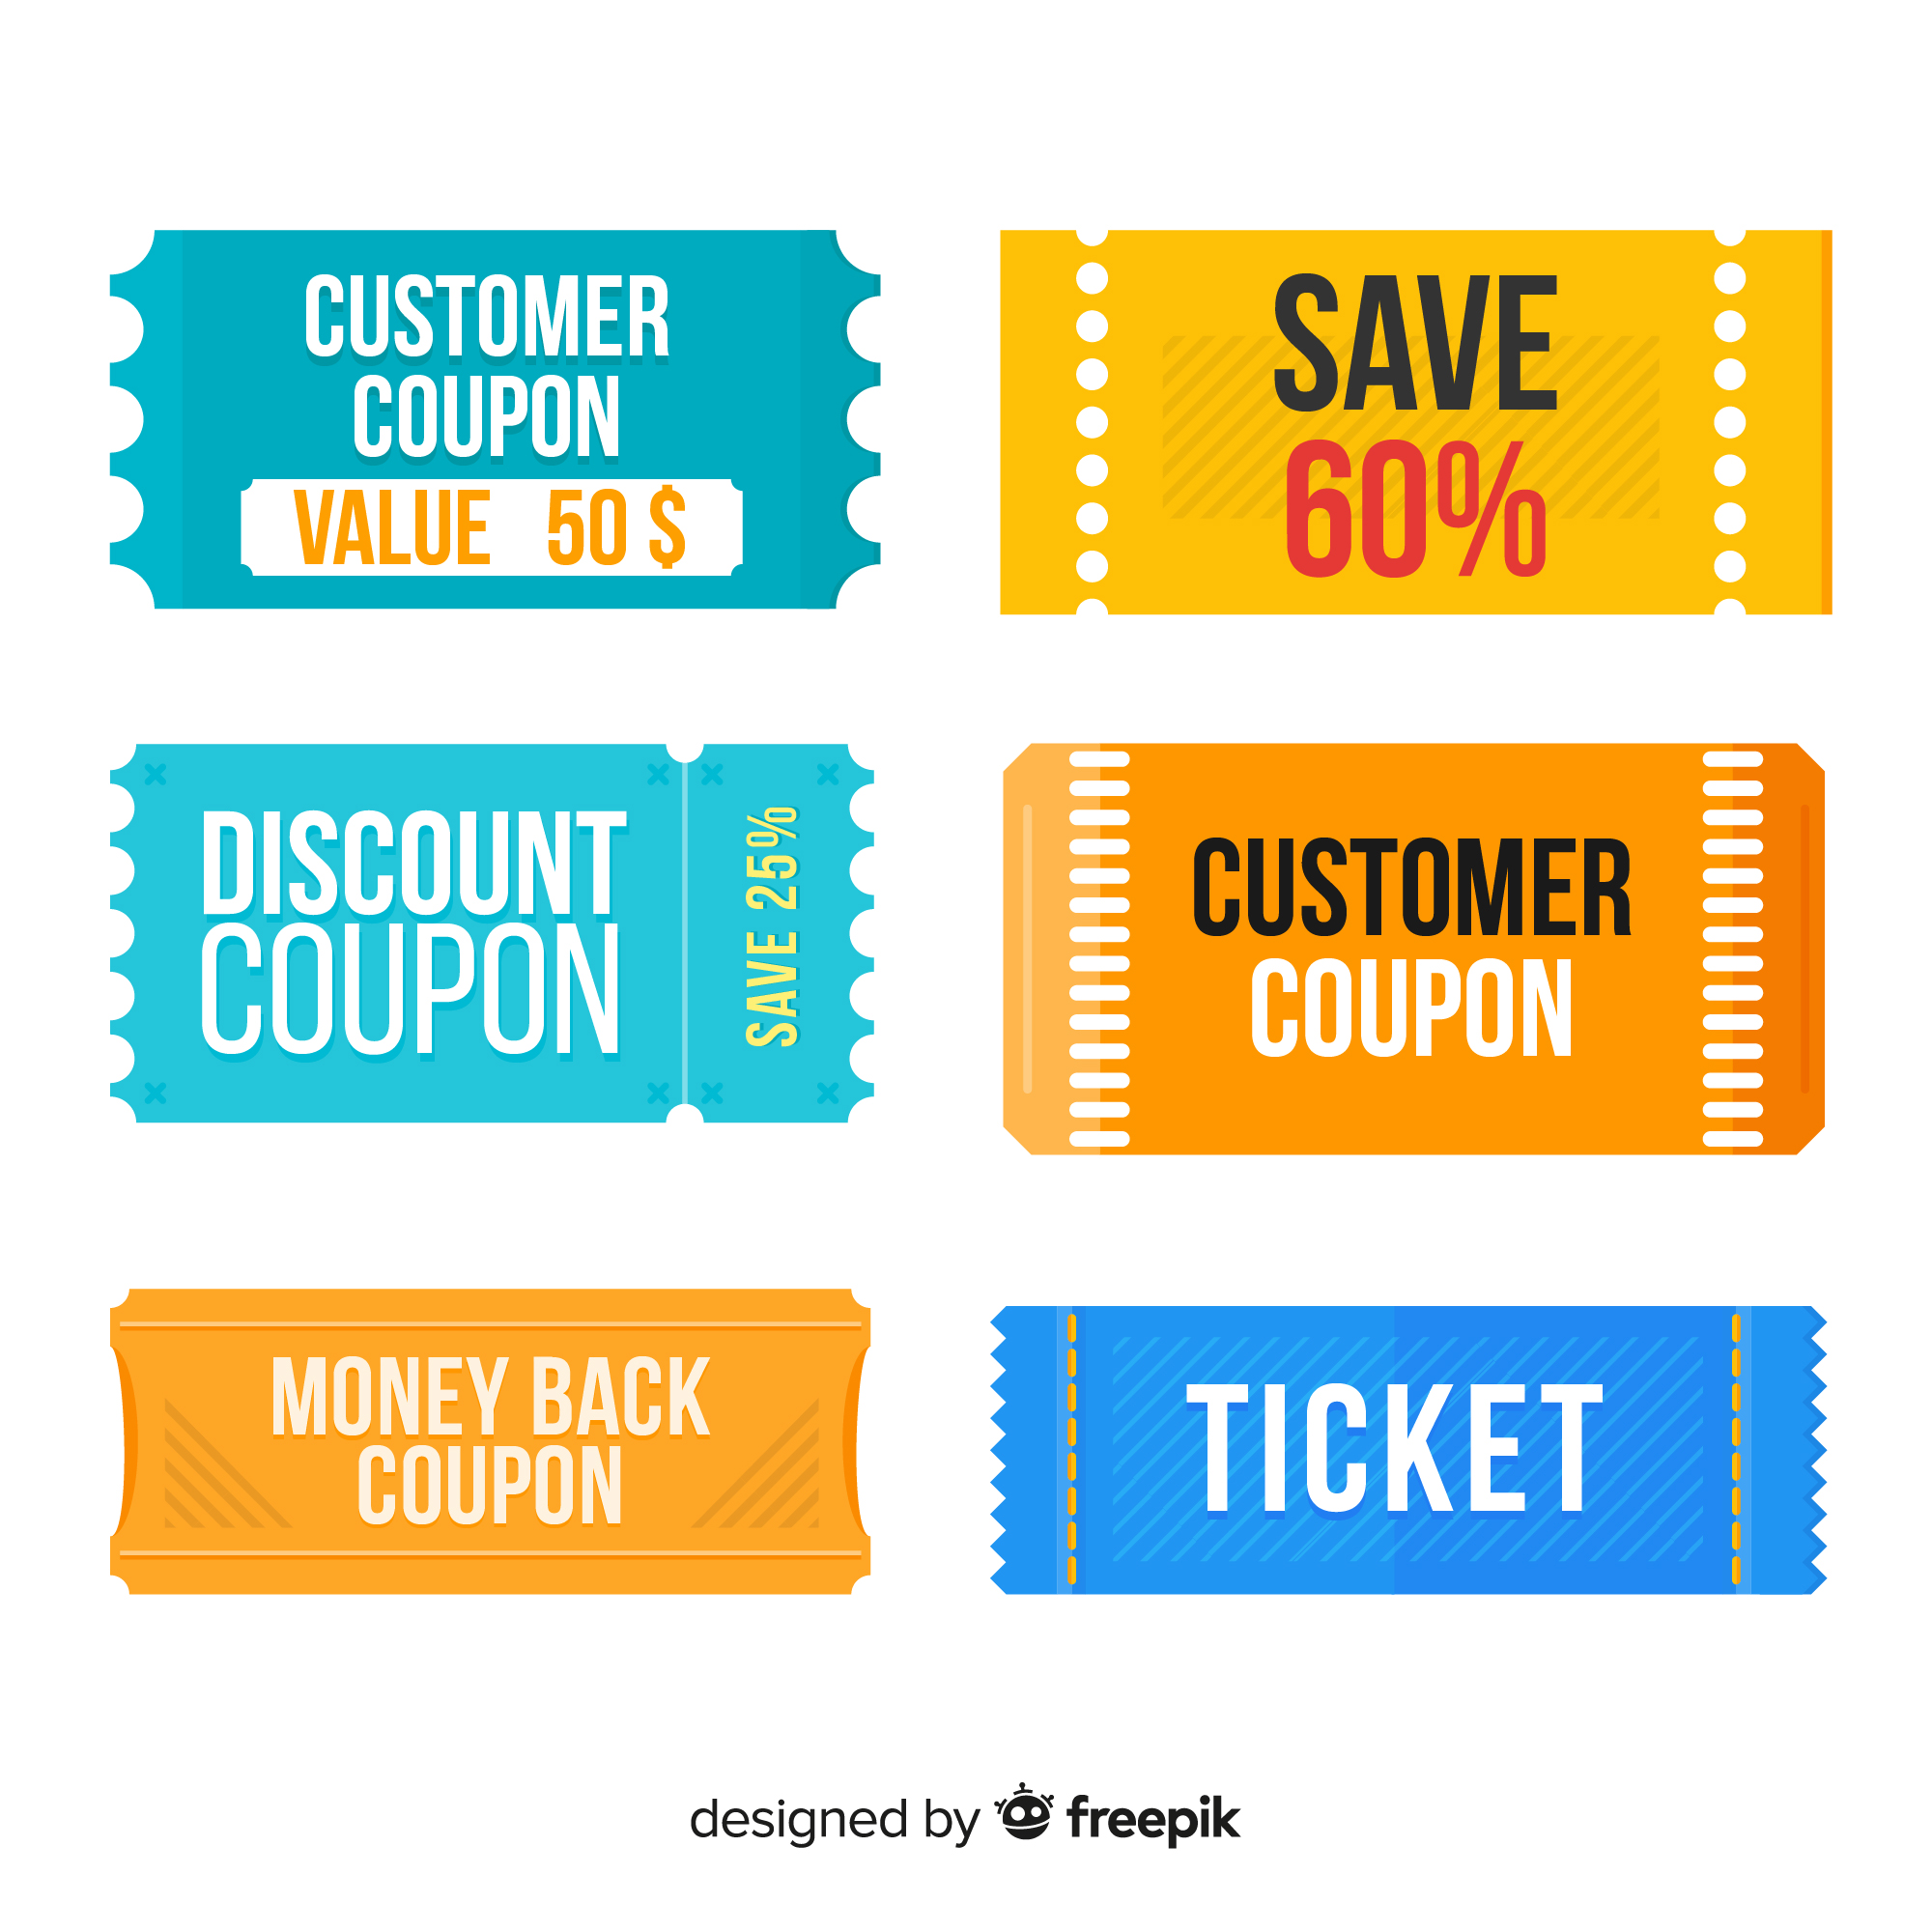 CUSTOMER
COUPON
VALUE 50 $
SAVE
60%
DISCOUNT
COUPON
SAVE 25%
CUSTOMER
COUPON
MONEY BACK
COUPON
TICKET
designed by freepik